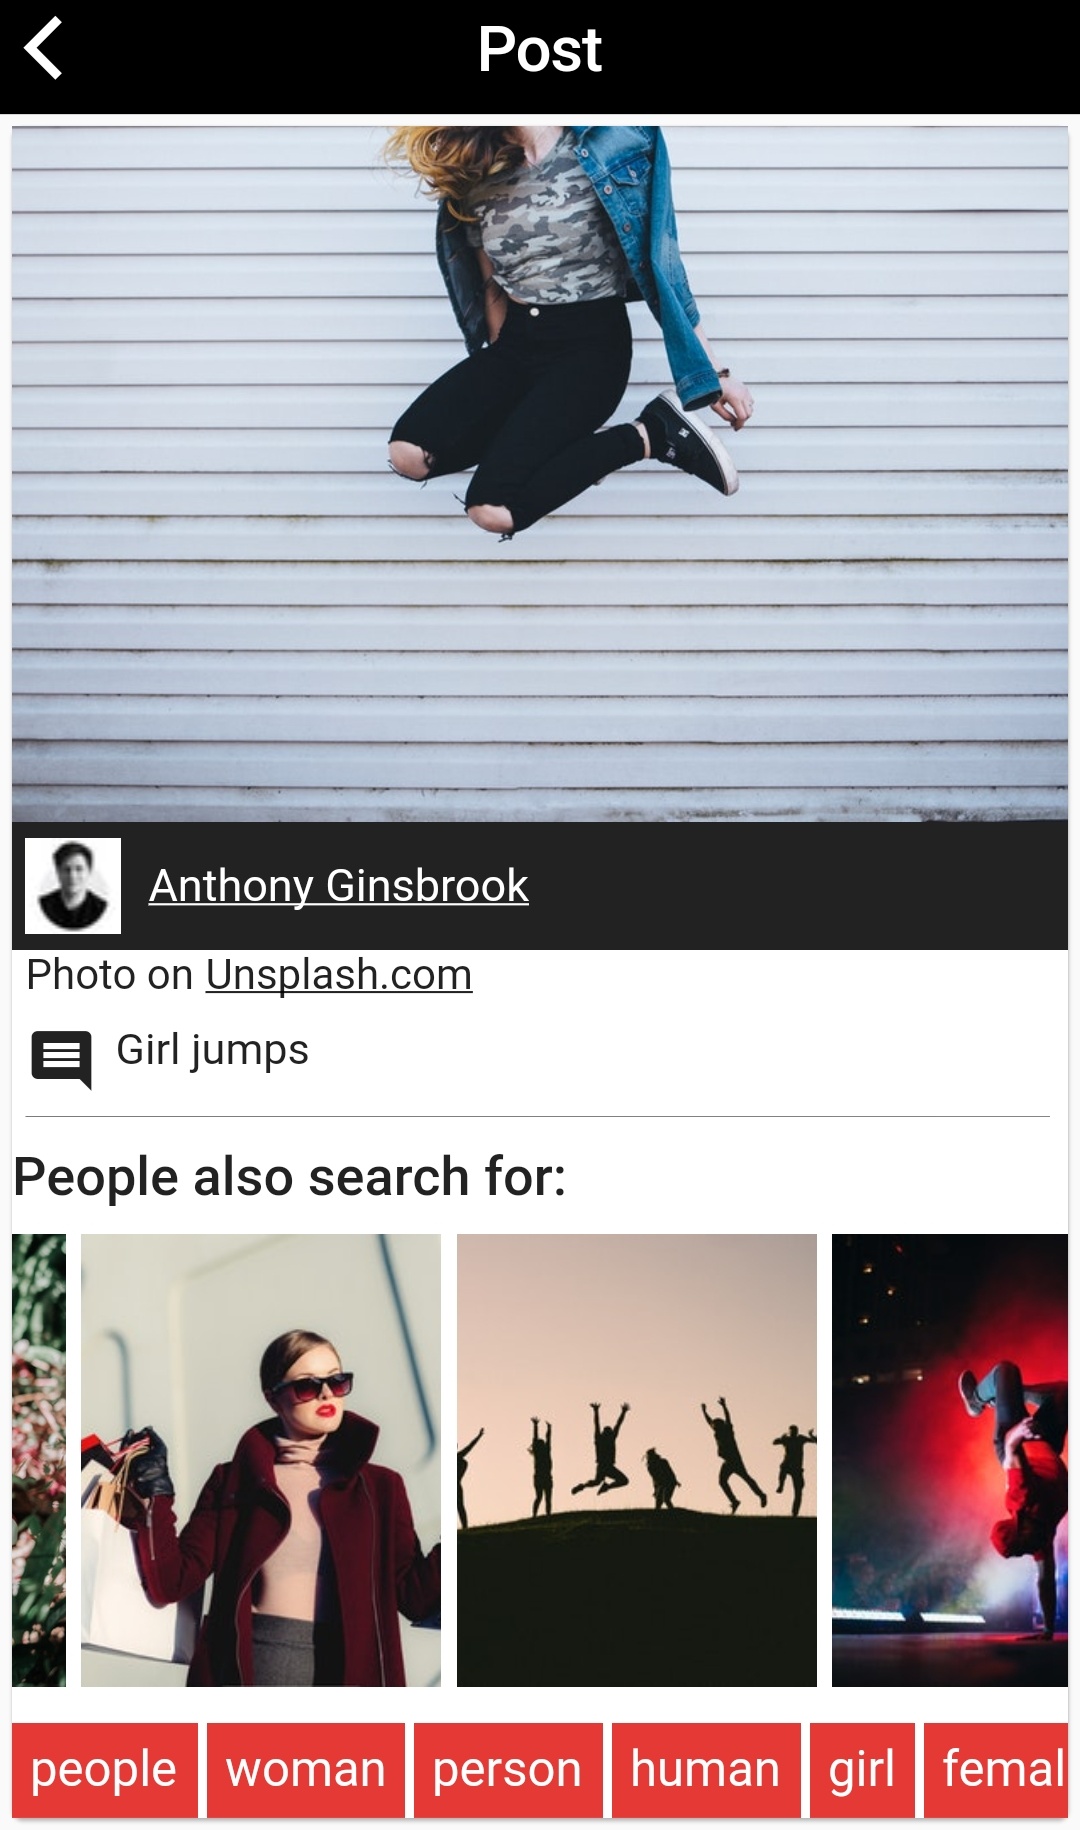 Post
Anthony Ginsbrook
Photo on Unsplash.com
Girl jumps
People also search for:
people woman person human girl femal